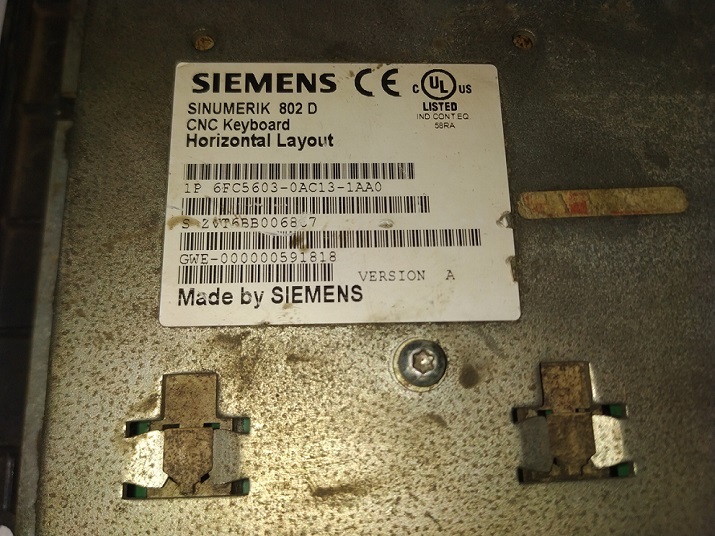 SIEMENS CE C UL US
LISTED
IND.CONT.EQ
58RA
SINUMERIK 802 D
CNC Keyboard
Horizontal Layout
1P 6FC5603-0AC13-1AA0
S
GWE-000000591818
VERSION A
Made by SIEMENS